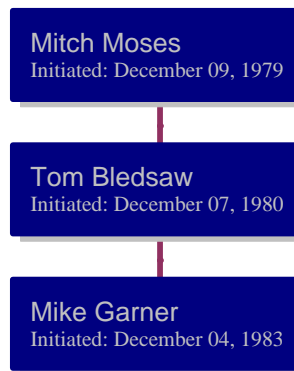 Mitch Moses
Initiated: December 09, 1979
Tom Bledsaw
Initiated: December 07, 1980
Mike Garner
Initiated: December 04, 1983